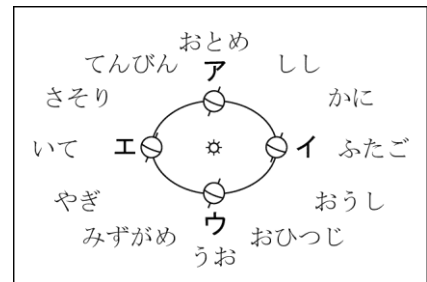 おとめ
てんびん
ア
しし
さそり
かに
いて
エ
イ
ふたご
やぎ
おうし
ウ
みずがめ
おひつじ
うお